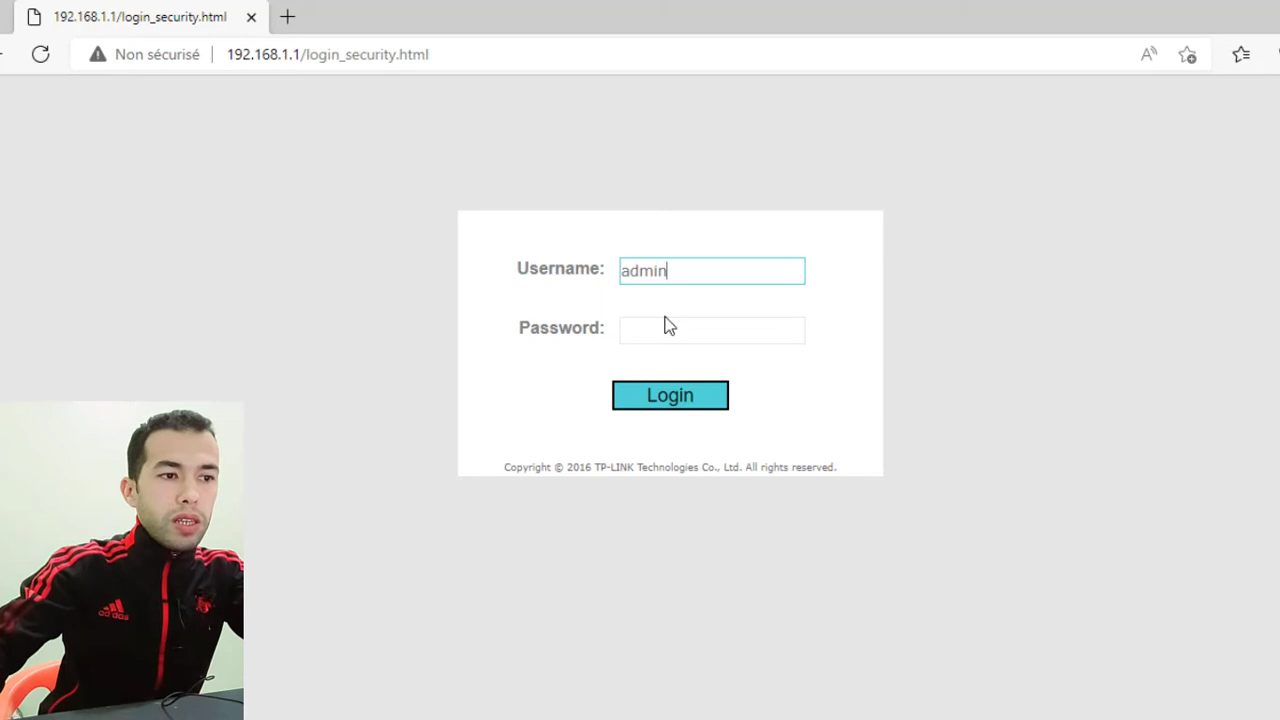 192.168.1.1/login_security.html
Non sécurisé 192.168.1.1/login_security.html
Username: admin
Password:
Login
Copyright © 2016 TP-LINK Technologies Co., Ltd. All rights reserved.
adidas